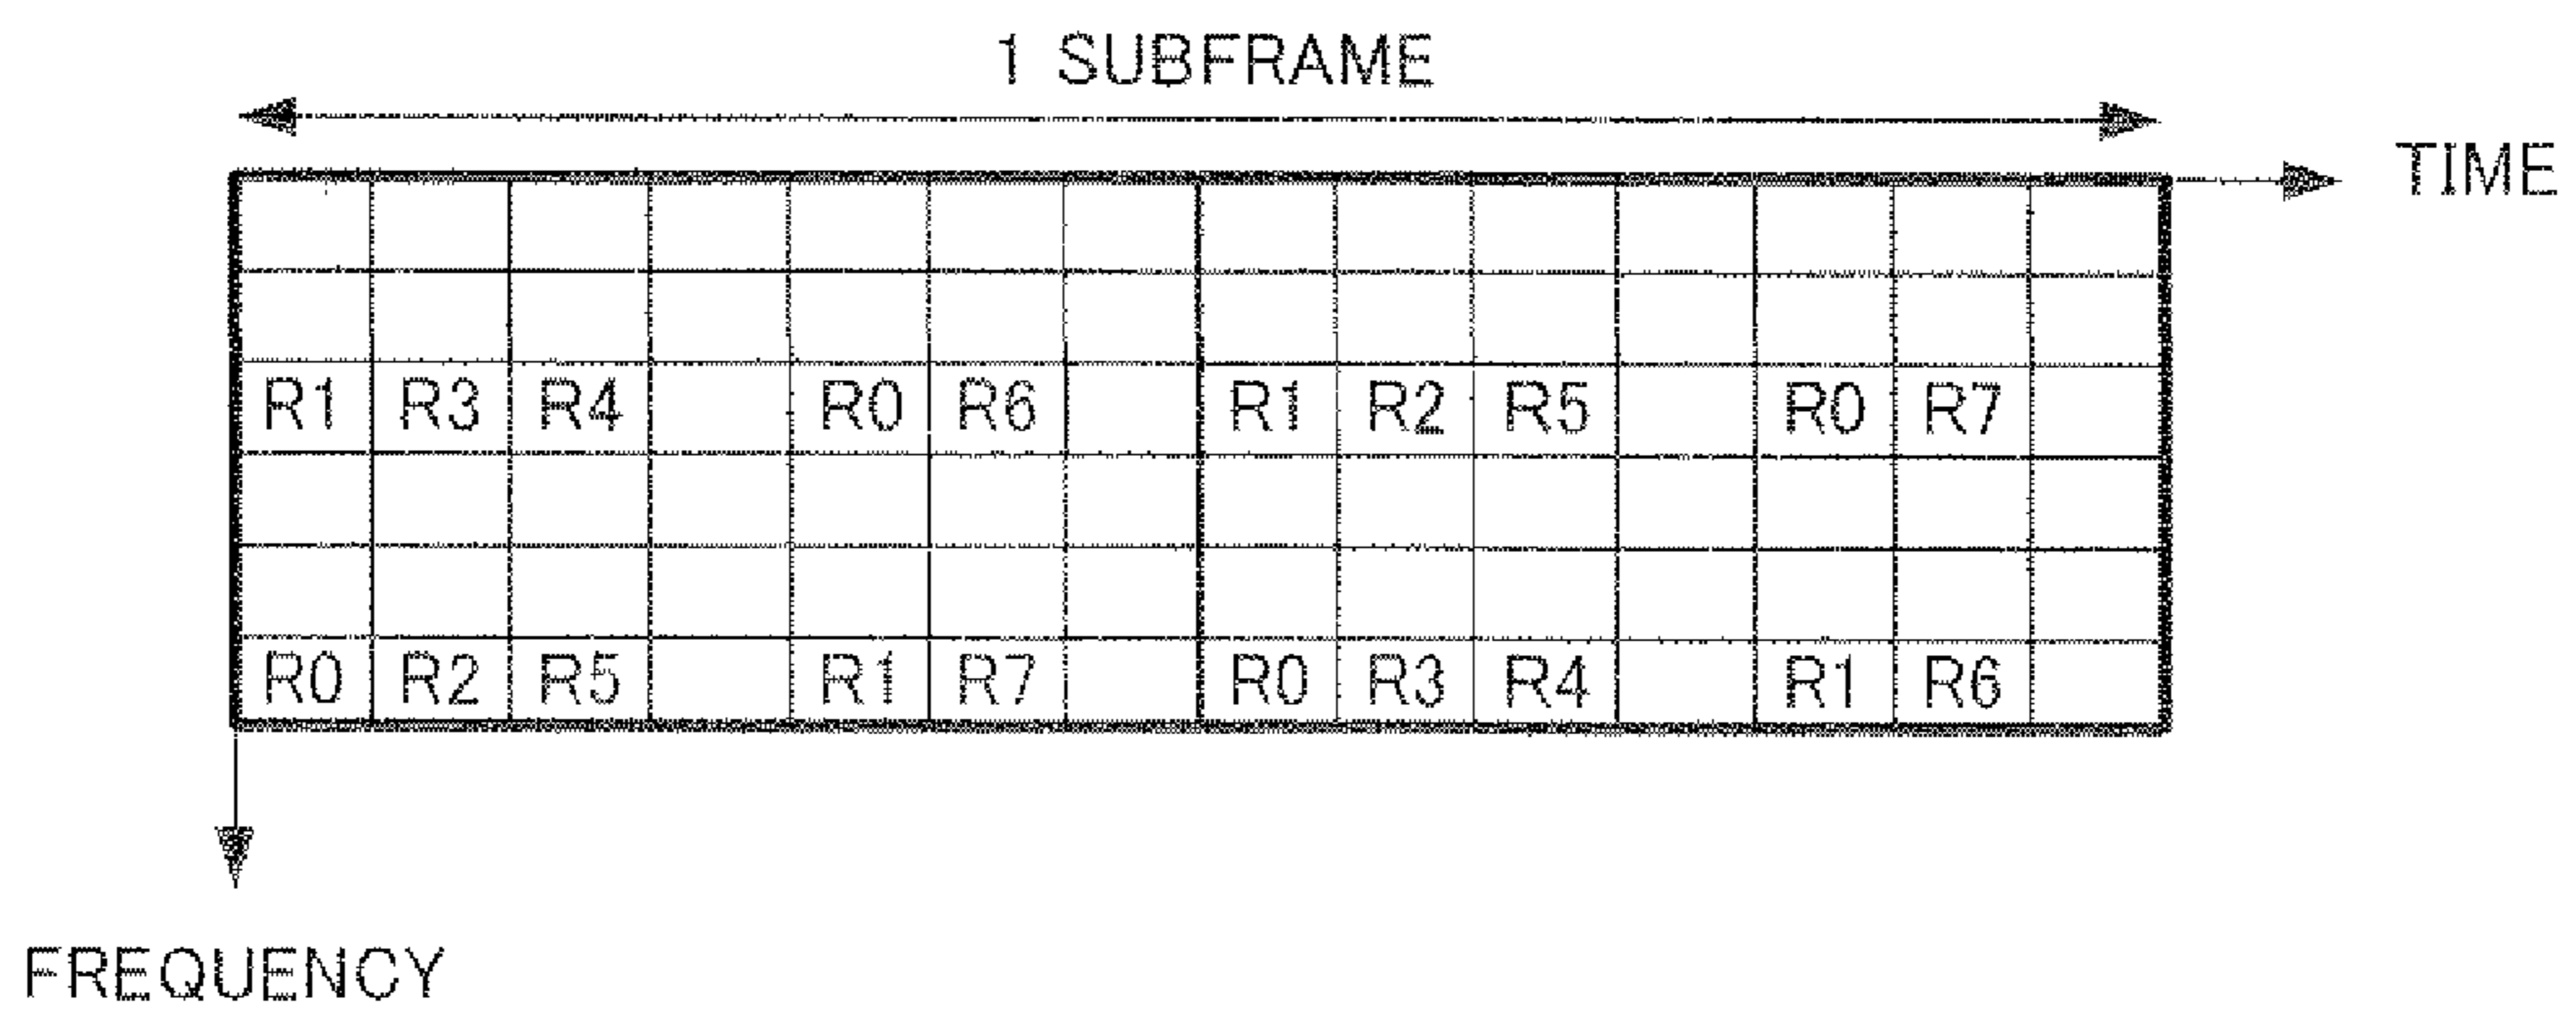 1 SUBFRAME
TIME
R1 R3 R4 R0 R6 R1 R2 R5 R0 R7
R0 R2 R5 R1 R7 R0 R3 R4 R1 R6
FREQUENCY